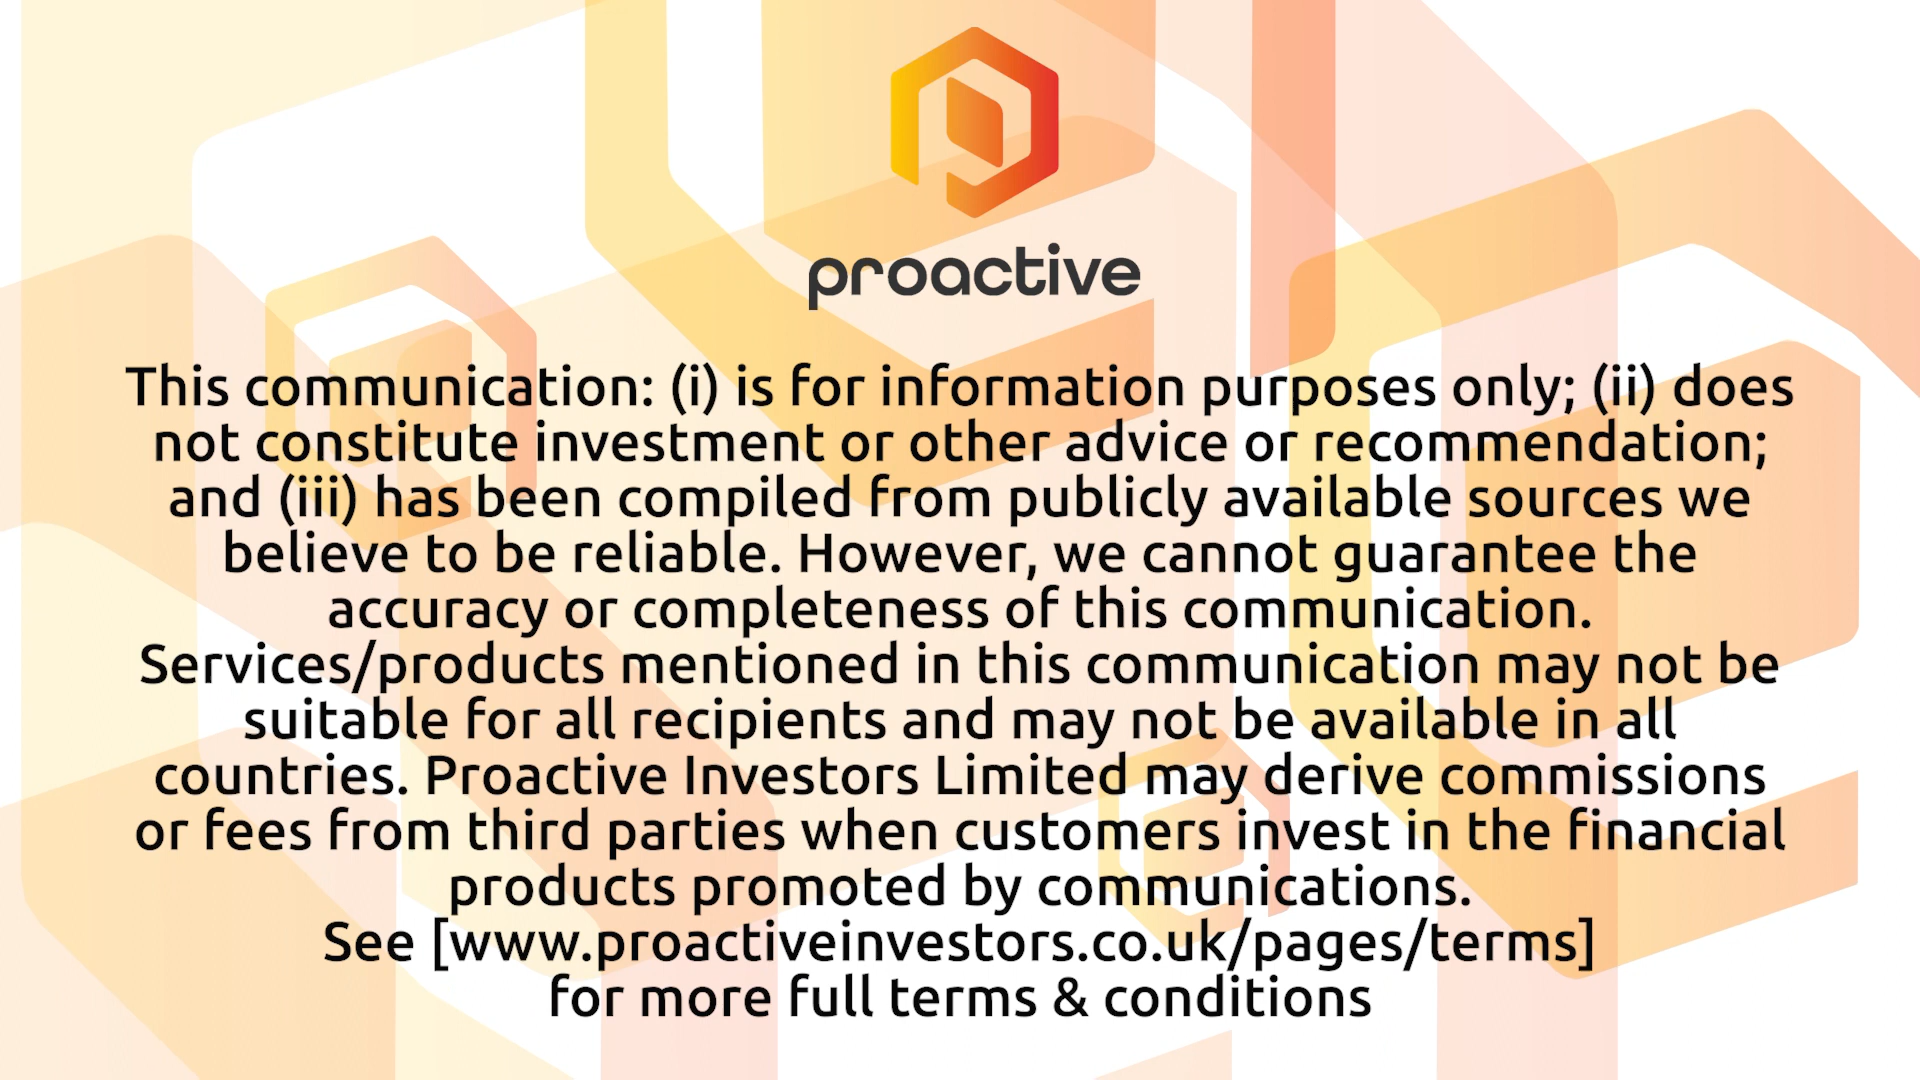 proactive
This communication: (i) is for information purposes only; (ii) does
not constitute investment or other advice or recommendation;
and (iii) has been compiled from publicly available sources we
believe to be reliable. However, we cannot guarantee the
accuracy or completeness of this communication.
Services/products mentioned in this communication may not be
suitable for all recipients and may not be available in all
countries. Proactive Investors Limited may derive commissions
or fees from third parties when customers invest in the financial
products promoted by communications.
See [www.proactiveinvestors.co.uk/pages/terms]
for more full terms & conditions